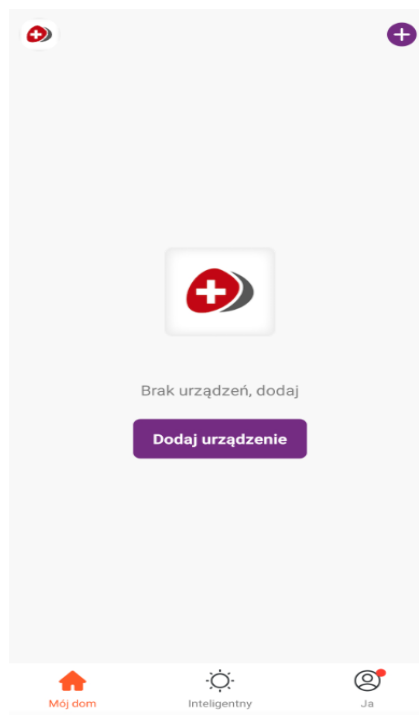 Brak urządzeń, dodaj
Dodaj urządzenie
Mój dom
Inteligentny
Ja